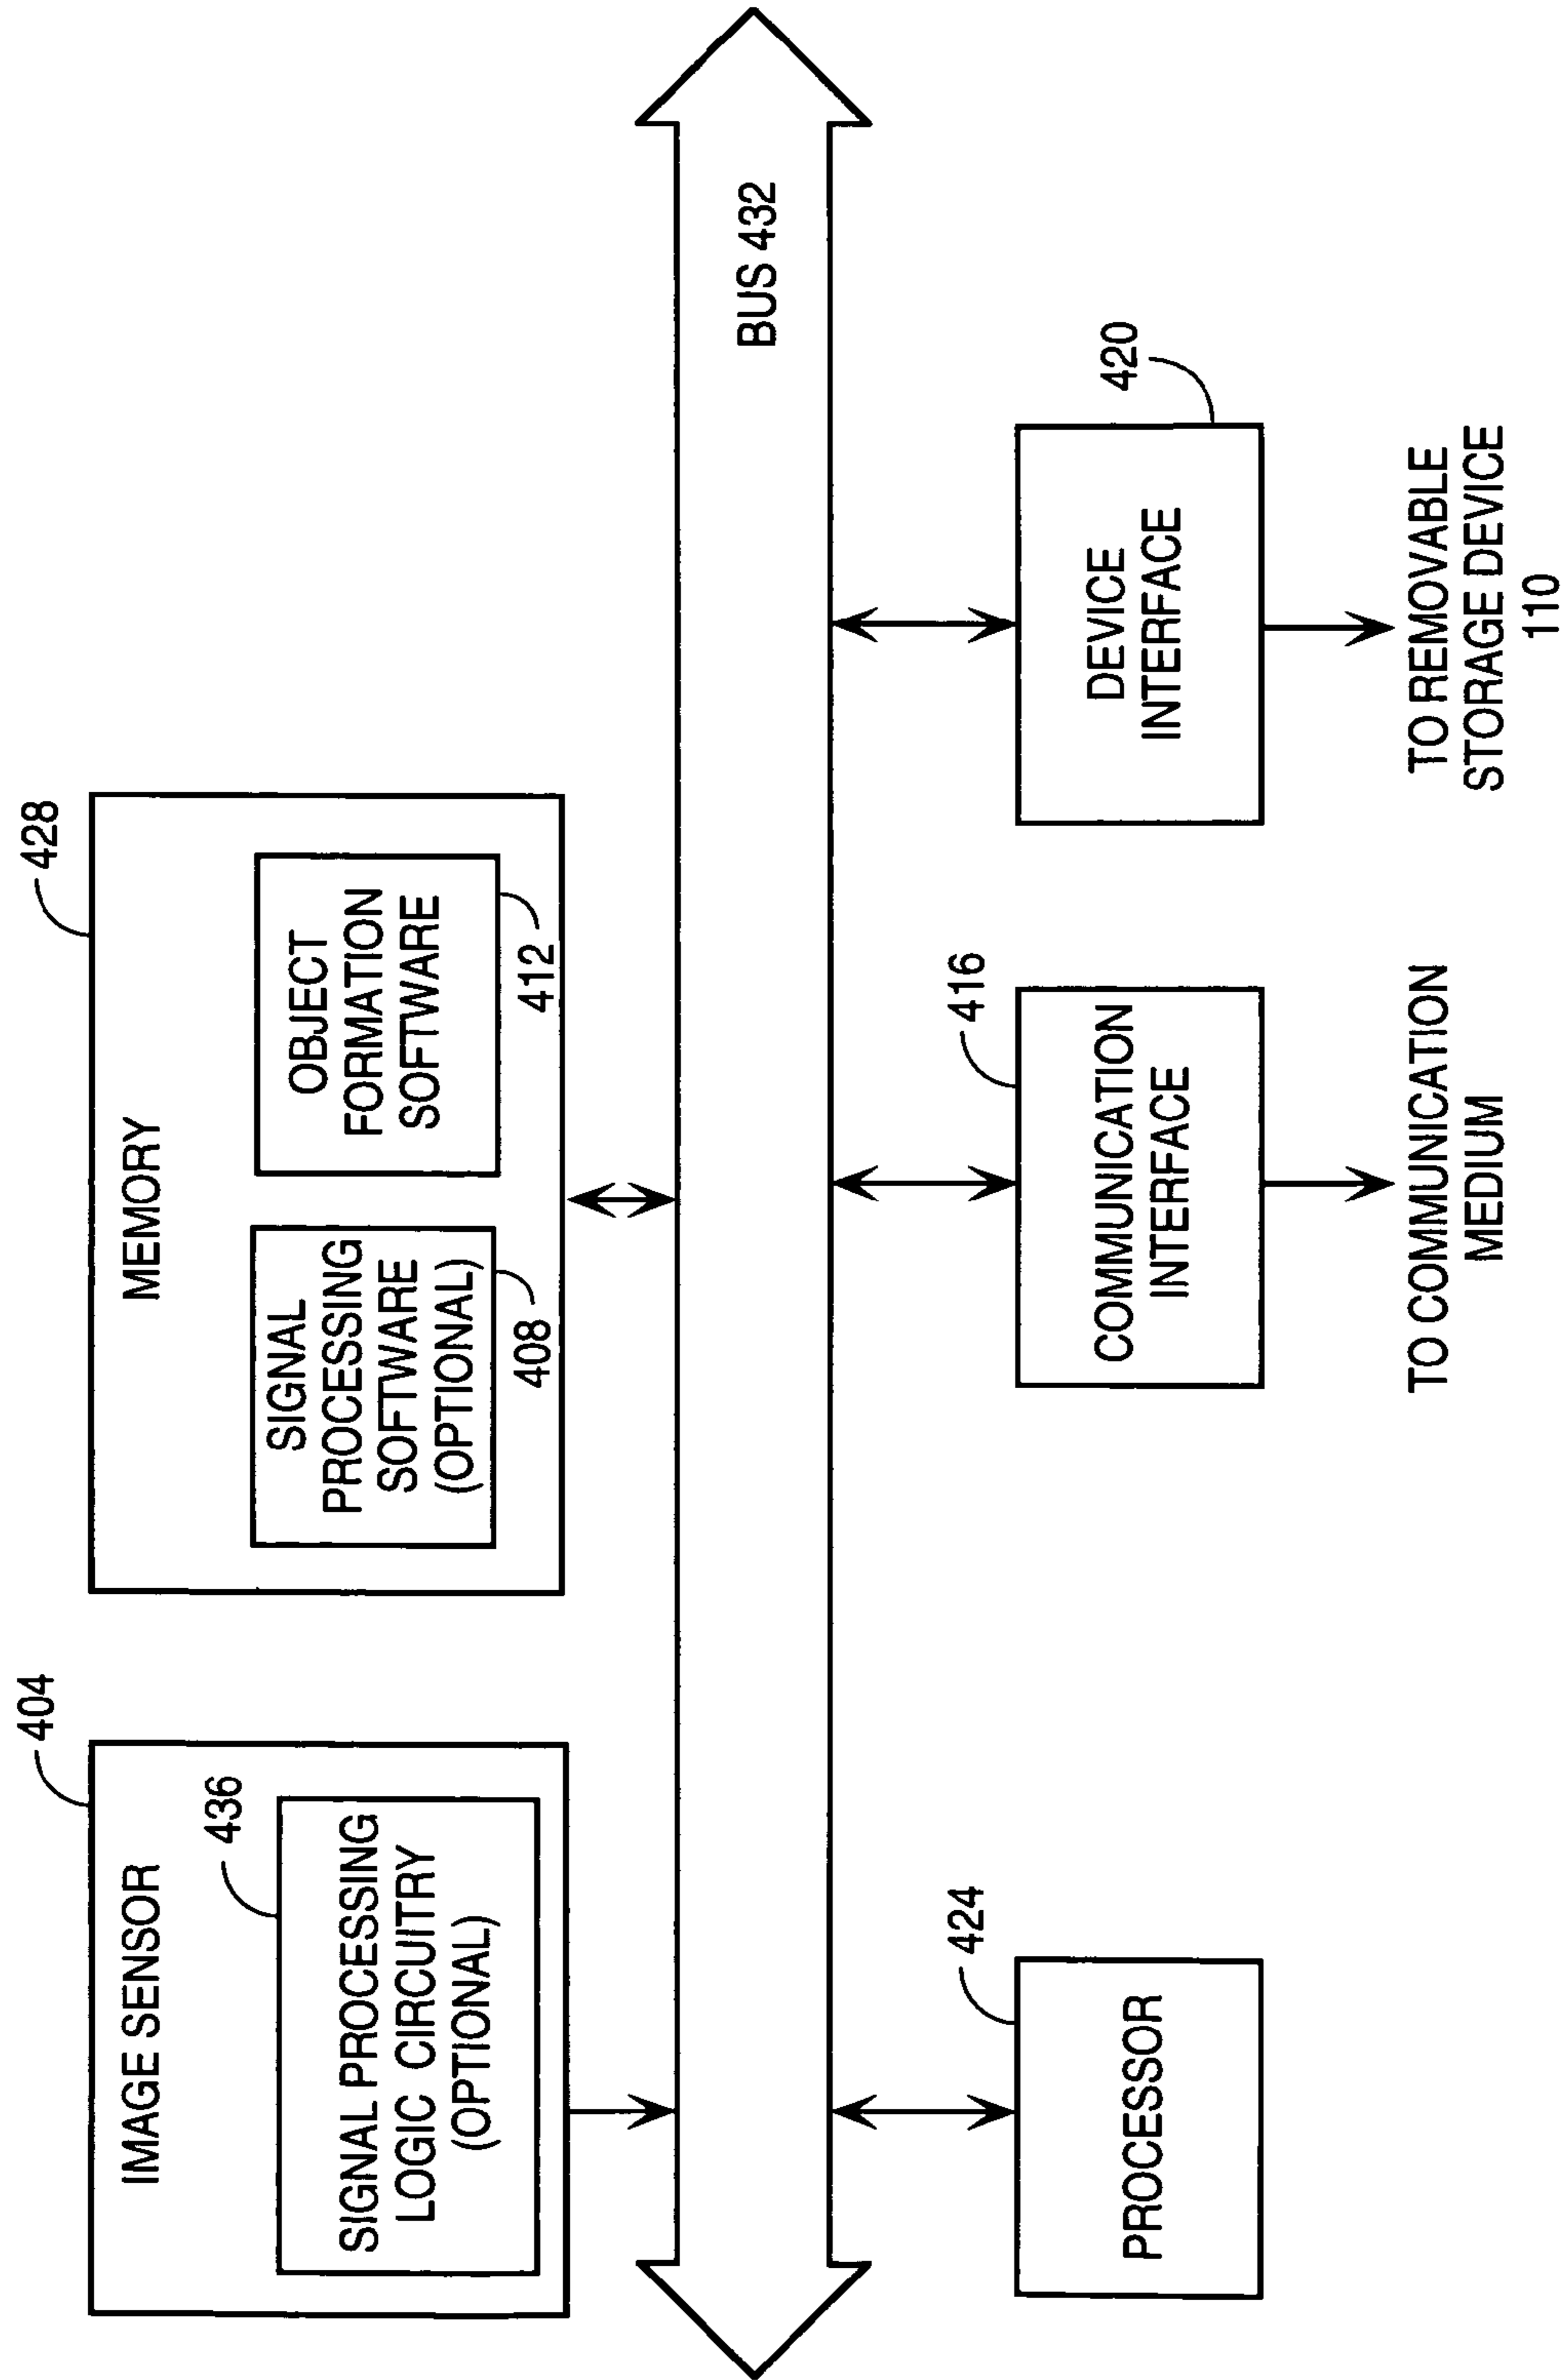 404
IMAGE SENSOR
436
SIGNAL PROCESSING
LOGIC CIRCUITRY
(OPTIONAL)
428
MEMORY
SIGNAL
PROCESSING
SOFTWARE
(OPTIONAL)
408
OBJECT
FORMATION
SOFTWARE
412
BUS 432
424
PROCESSOR
416
COMMUNICATION
INTERFACE
TO COMMUNICATION
MEDIUM
420
DEVICE
INTERFACE
TO REMOVABLE
STORAGE DEVICE
110